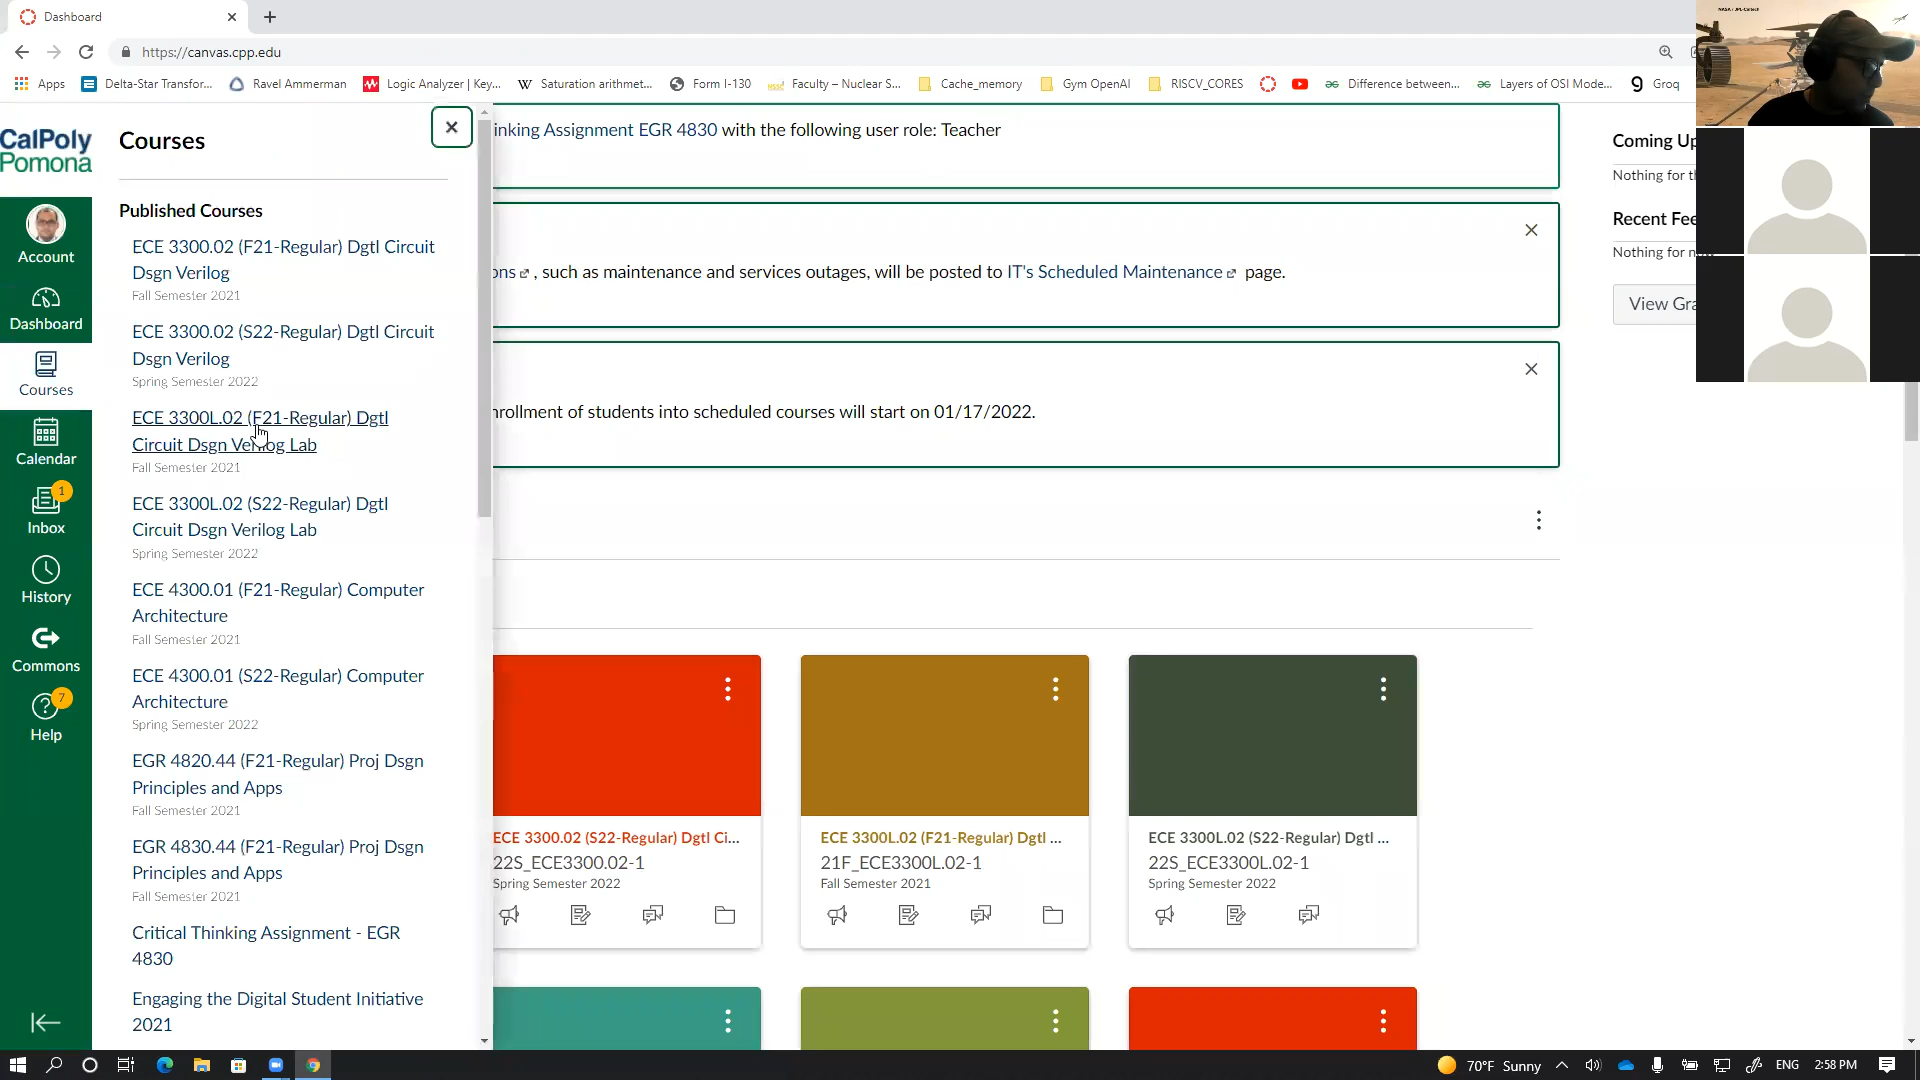 Dashboard
https://canvas.cpp.edu
Apps
Delta-Star Transfor...
Ravel Ammerman
Logic Analyzer | Key...
Saturation arithmet...
Form I-130
Faculty – Nuclear S...
Cache_memory
Gym OpenAI
RISCV_CORES
Difference between...
Layers of OSI Mode...
Groq
NASA / JPL-Caltech
CalPoly
Pomona
Account
Dashboard
Courses
Calendar
1
Inbox
History
Commons
7
Help
Courses
Published Courses
ECE 3300.02 (F21-Regular) Dgtl Circuit
Dsgn Verilog
Fall Semester 2021
ECE 3300.02 (S22-Regular) Dgtl Circuit
Dsgn Verilog
Spring Semester 2022
ECE 3300L.02 (F21-Regular) Dgtl
Circuit Dsgn Verilog Lab
Fall Semester 2021
ECE 3300L.02 (S22-Regular) Dgtl
Circuit Dsgn Verilog Lab
Spring Semester 2022
ECE 4300.01 (F21-Regular) Computer
Architecture
Fall Semester 2021
ECE 4300.01 (S22-Regular) Computer
Architecture
Spring Semester 2022
EGR 4820.44 (F21-Regular) Proj Dsgn
Principles and Apps
Fall Semester 2021
EGR 4830.44 (F21-Regular) Proj Dsgn
Principles and Apps
Fall Semester 2021
Critical Thinking Assignment - EGR
4830
Engaging the Digital Student Initiative
2021
inking Assignment EGR 4830 with the following user role: Teacher
ons, such as maintenance and services outages, will be posted to IT's Scheduled Maintenance page.
nrollment of students into scheduled courses will start on 01/17/2022.
ECE 3300.02 (S22-Regular) Dgtl Ci...
22S_ECE3300.02-1
Spring Semester 2022
ECE 3300L.02 (F21-Regular) Dgtl ...
21F_ECE3300L.02-1
Fall Semester 2021
ECE 3300L.02 (S22-Regular) Dgtl ...
22S_ECE3300L.02-1
Spring Semester 2022
Coming Up
Nothing for t
Recent Fee
Nothing for n
View Gra
70°F Sunny
ENG
2:58 PM